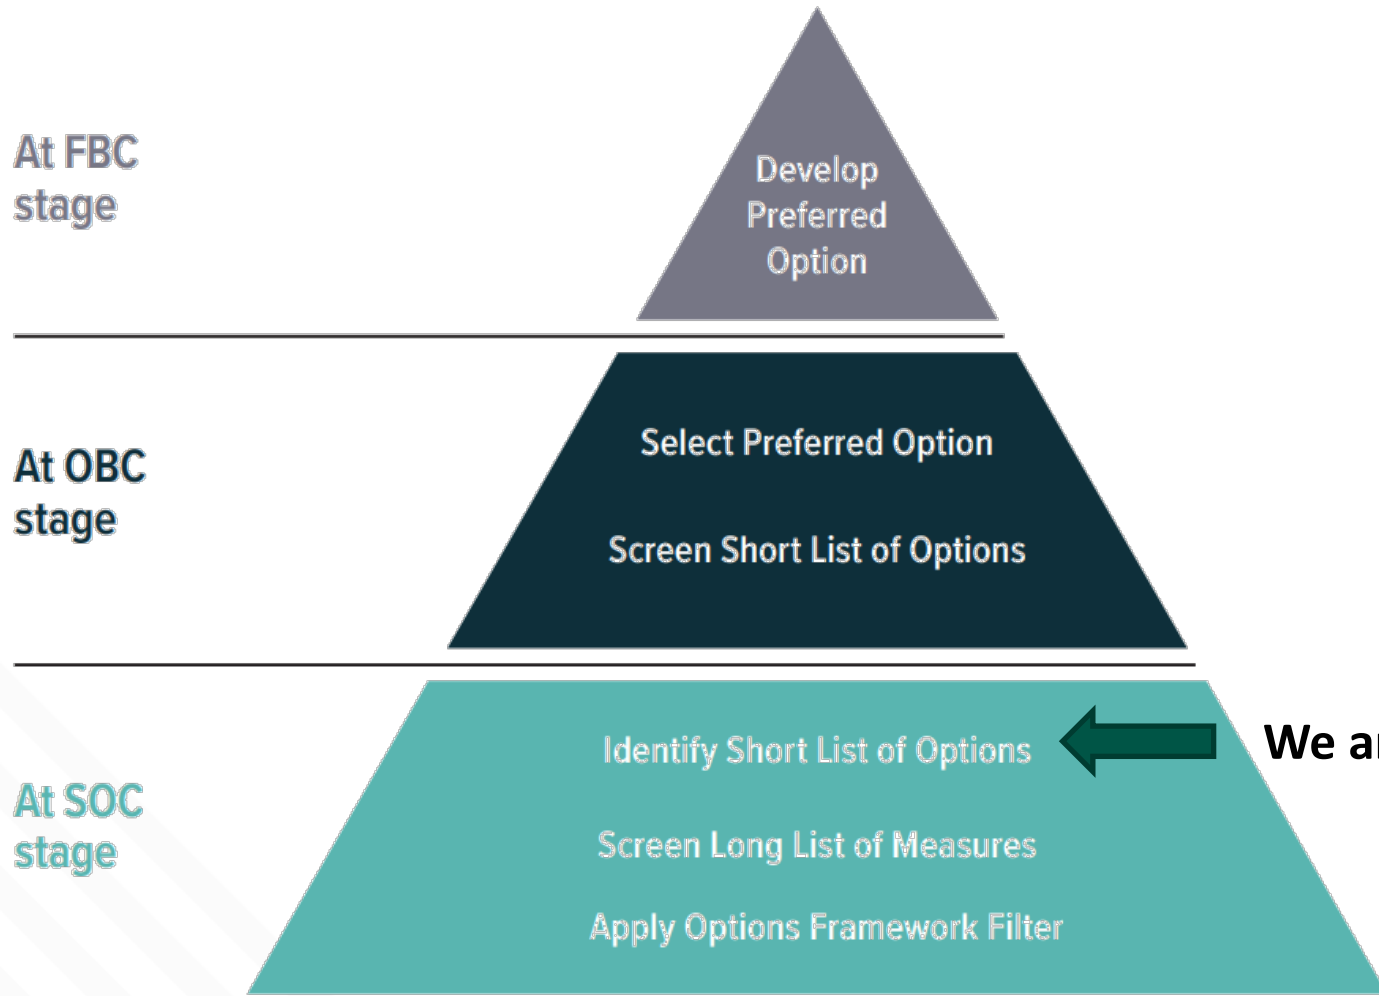 At FBC
stage
Develop
Preferred
Option
At OBC
stage
Select Preferred Option
Screen Short List of Options
At SOC
stage
Identify Short List of Options
We
Screen Long List of Measures
Apply Options Framework Filter